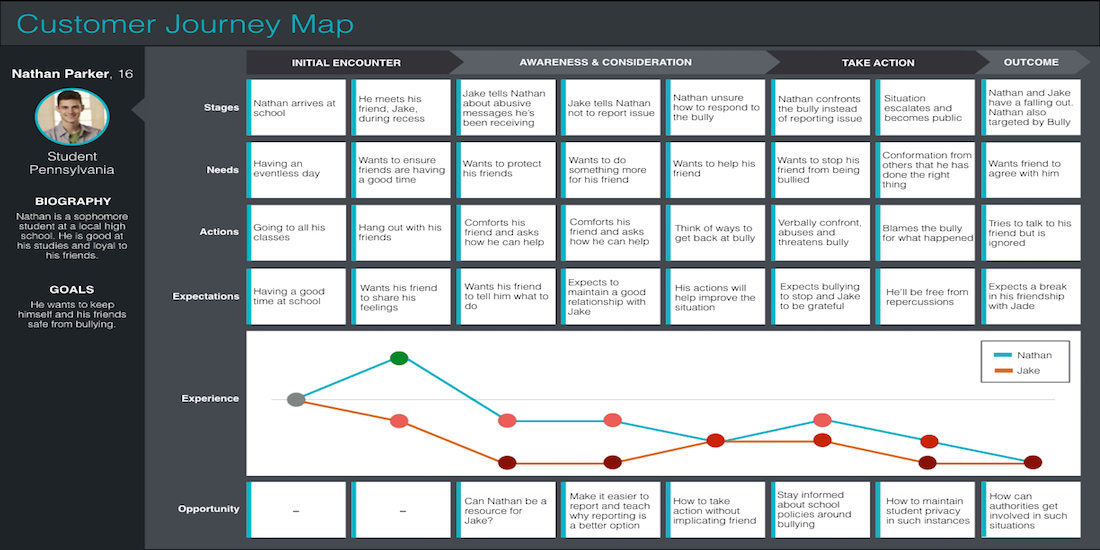 Customer Journey Map
Nathan Parker, 16
Student
Pennsylvania
BIOGRAPHY
Nathan is a sophomore
student at a local high
school. He is good at
his studies and loyal to
his friends.
GOALS
He wants to keep
himself and his friends
safe from bullying.
INITIAL ENCOUNTER
AWARENESS & CONSIDERATION
TAKE ACTION
OUTCOME
Stages
Nathan arrives at
school
He meets his
friend, Jake,
during recess
Jake tells Nathan
about abusive
messages he's
been receiving
Jake tells Nathan
not to report issue
Nathan unsure
how to respond to
the bully
Nathan confronts
the bully instead
of reporting issue
Situation
escalates and
becomes public
Nathan and Jake
have a falling out.
Nathan also
targeted by Bully
Needs
Having an
eventless day
Wants to ensure
friends are having
a good time
Wants to protect
his friends
Wants to do
something more
for his friend
Wants to help his
friend
Wants to stop his
friend from being
bullied
Conformation from
others that he has
done the right
thing
Wants friend to
agree with him
Actions
Going to all his
classes
Hang out with his
friends
Comforts his
friend and asks
how he can help
Comforts his
friend and asks
how he can help
Think of ways to
get back at bully
Verbally confront,
abuses and
threatens bully
Blames the bully
for what happened
Tries to talk to his
friend but is
ignored
Expectations
Having a good
time at school
Wants his friend
to share his
feelings
Wants his friend
to tell him what to
do
Expects to
maintain a good
relationship with
Jake
His actions will
help improve the
situation
Expects bullying
to stop and Jake
to be grateful
He'll be free from
repercussions
Expects a break
in his friendship
with Jade
Experience
Nathan
Jake
Opportunity
–
–
Can Nathan be a
resource for
Jake?
Make it easier to
report and teach
why reporting is
a better option
How to take
action without
implicating friend
Stay informed
about school
policies around
bullying
How to maintain
student privacy
in such instances
How can
authorities get
involved in such
situations